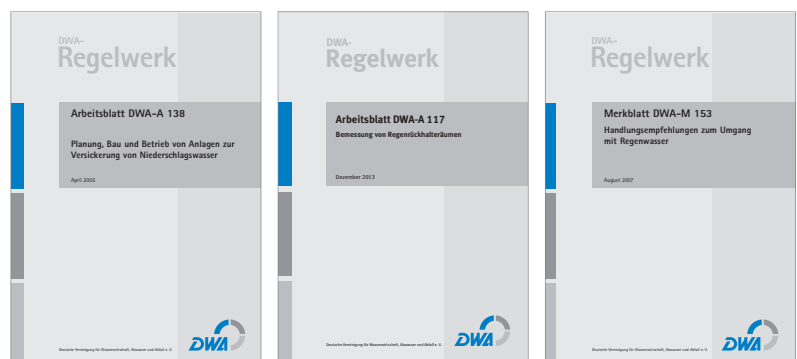 DWA-
Regelwerk
Arbeitsblatt DWA-A 138
Planung, Bau und Betrieb von Anlagen zur
Versickerung von Niederschlagswasser
April 2005
Deutsche Vereinigung für Wasserwirtschaft, Abwasser und Abfall e. V.
DWA
DWA-
Regelwerk
Arbeitsblatt DWA-A 117
Bemessung von Regenrückhalteräumen
Dezember 2013
Deutsche Vereinigung für Wasserwirtschaft, Abwasser und Abfall e. V.
DWA
DWA-
Regelwerk
Merkblatt DWA-M 153
Handlungsempfehlungen zum Umgang
mit Regenwasser
August 2007
Deutsche Vereinigung für Wasserwirtschaft, Abwasser und Abfall e. V.
DWA